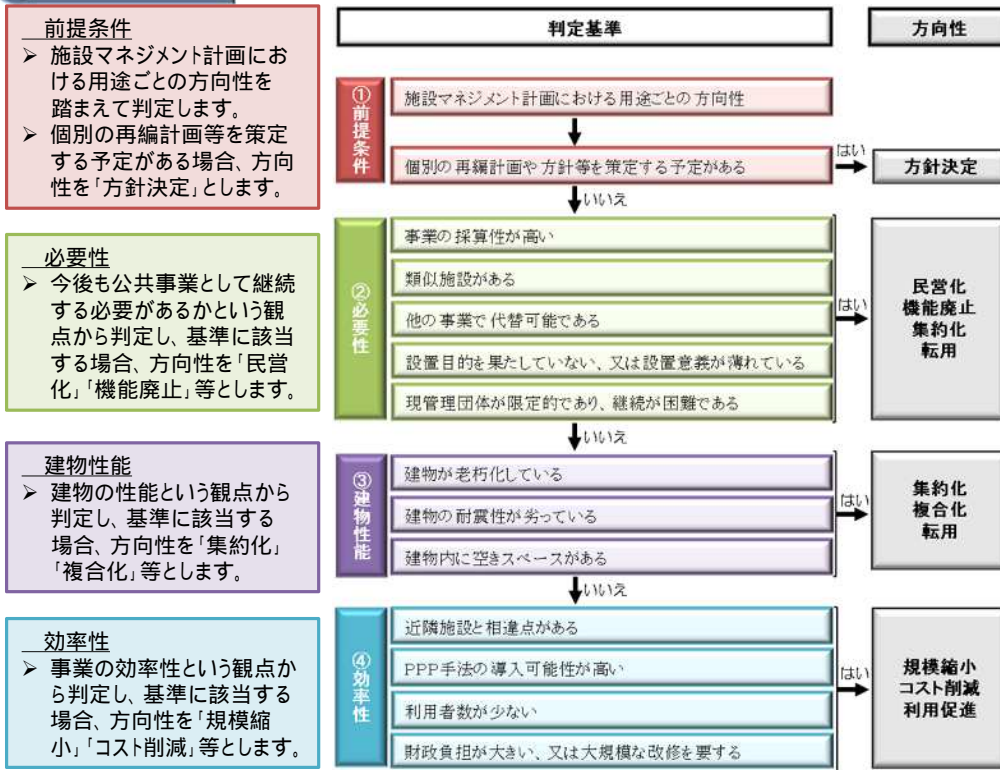 前提条件
➢ 施設マネジメント計画にお
ける用途ごとの方向性を
踏まえて判定します。
➢ 個別の再編計画等を策定
する予定がある場合、方向
性を「方針決定」とします。
必要性
➢ 今後も公共事業として継続
する必要があるかという観
点から判定し、基準に該当
する場合、方向性を「民営
化」「機能廃止」等とします。
建物性能
➢ 建物の性能という観点から
判定し、基準に該当する
場合、方向性を「集約化」
「複合化」等とします。
効率性
➢ 事業の効率性という観点か
ら判定し、基準に該当する
場合、方向性を「規模縮
小」「コスト削減」等とします。
判定基準
方向性
①前提条件
施設マネジメント計画における用途ごとの方向性
個別の再編計画や方針等を策定する予定がある
はい
方針決定
いいえ
②必要性
事業の採算性が高い
類似施設がある
他の事業で代替可能である
設置目的を果たしていない、又は設置意義が薄れている
現管理団体が限定的であり、継続が困難である
はい
民営化
機能廃止
集約化
転用
いいえ
③建物性能
建物が老朽化している
建物の耐震性が劣っている
建物内に空きスペースがある
はい
集約化
複合化
転用
いいえ
④効率性
近隣施設と相違点がある
PPP手法の導入可能性が高い
利用者数が少ない
財政負担が大きい、又は大規模な改修を要する
はい
規模縮小
コスト削減
利用促進